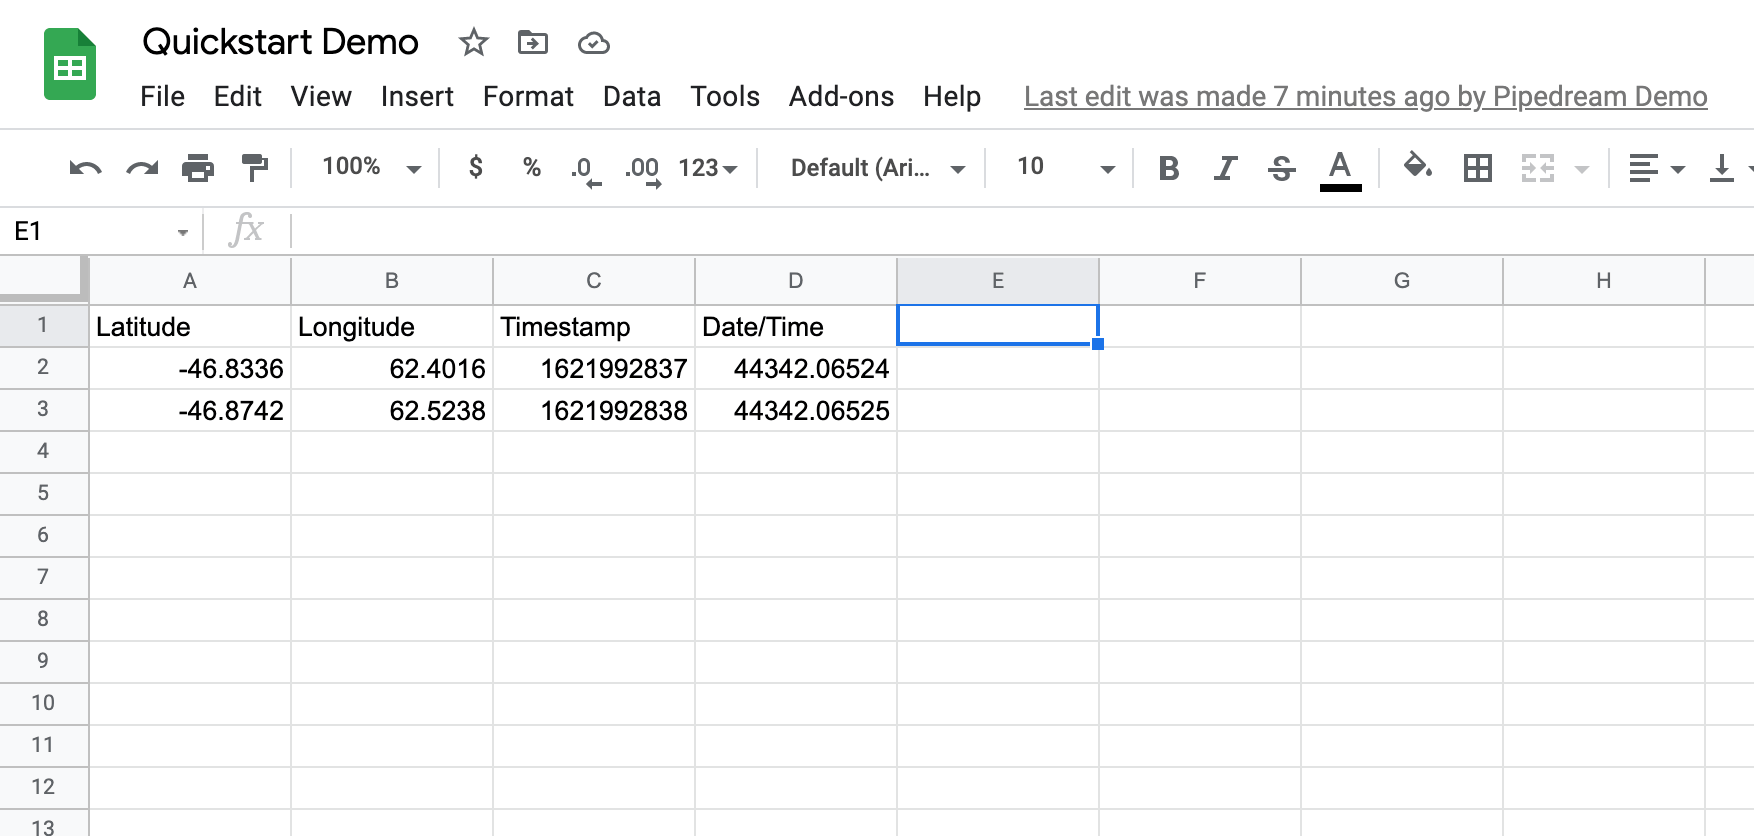 Quickstart Demo
File Edit View Insert Format Data Tools Add-ons Help Last edit was made 7 minutes ago by Pipedream Demo
100% $ % .0 .00 123 Default (Ari... 10 B I S A
E1 fx
A B C D E F G H
1 Latitude Longitude Timestamp Date/Time
2 -46.8336 62.4016 1621992837 44342.06524
3 -46.8742 62.5238 1621992838 44342.06525
4
5
6
7
8
9
10
11
12
13